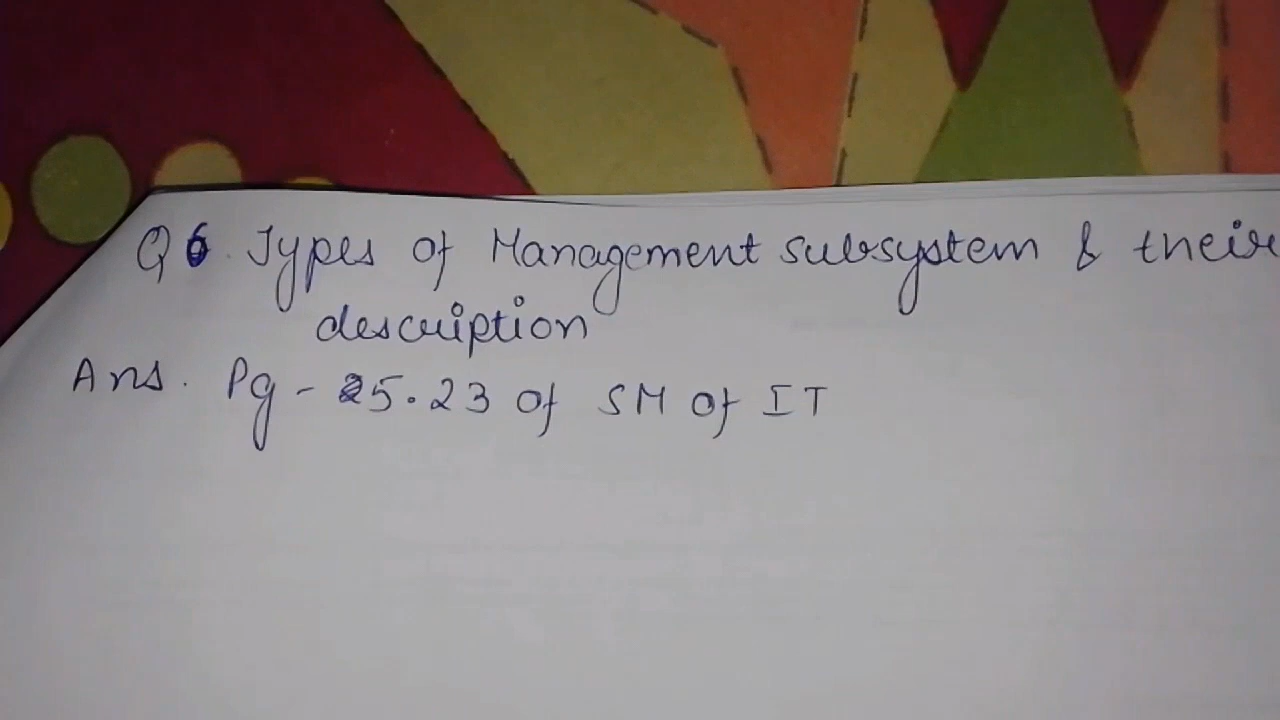 Q6. Types of Management subsystem & their
description
Ans. Pg - 25.23 of SM of IT